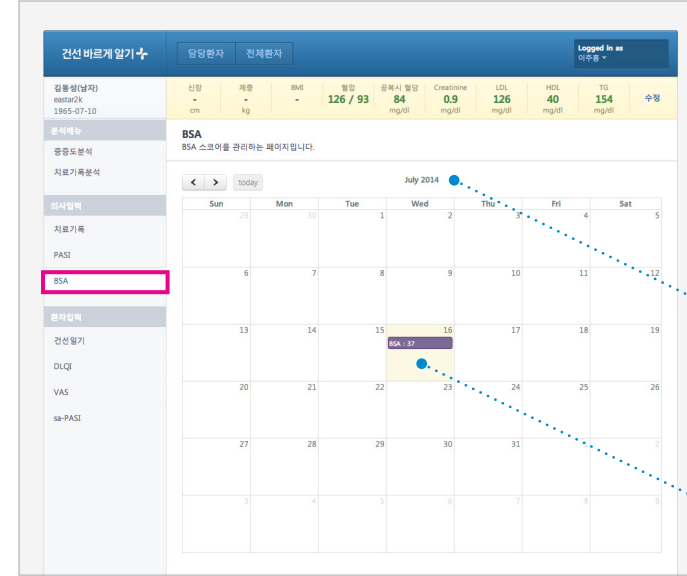 건선 바르게 알기
담당환자 전체환자
Logged in as
이주흥
김동성(남자)
eastar2k
1965-07-10
신장 체중 BMI 혈압 공복시 혈당 Creatinine LDL HDL TG
- - - 126 / 93 84 0.9 126 40 154 수정
cm kg mg/dl mg/dl mg/dl mg/dl mg/dl
분석메뉴
중증도분석
치료기록분석
의사입력
치료기록
PASI
BSA
환자입력
건선일기
DLQI
VAS
sa-PASI
BSA
BSA 스코어를 관리하는 페이지입니다.
today July 2014
Sun Mon Tue Wed Thu Fri Sat
29 30 1 2 3 4 5
6 7 8 9 10 11 12
13 14 15 16 17 18 19
BSA : 37
20 21 22 23 24 25 26
27 28 29 30 31 2
3 4 5 6 7 8 9